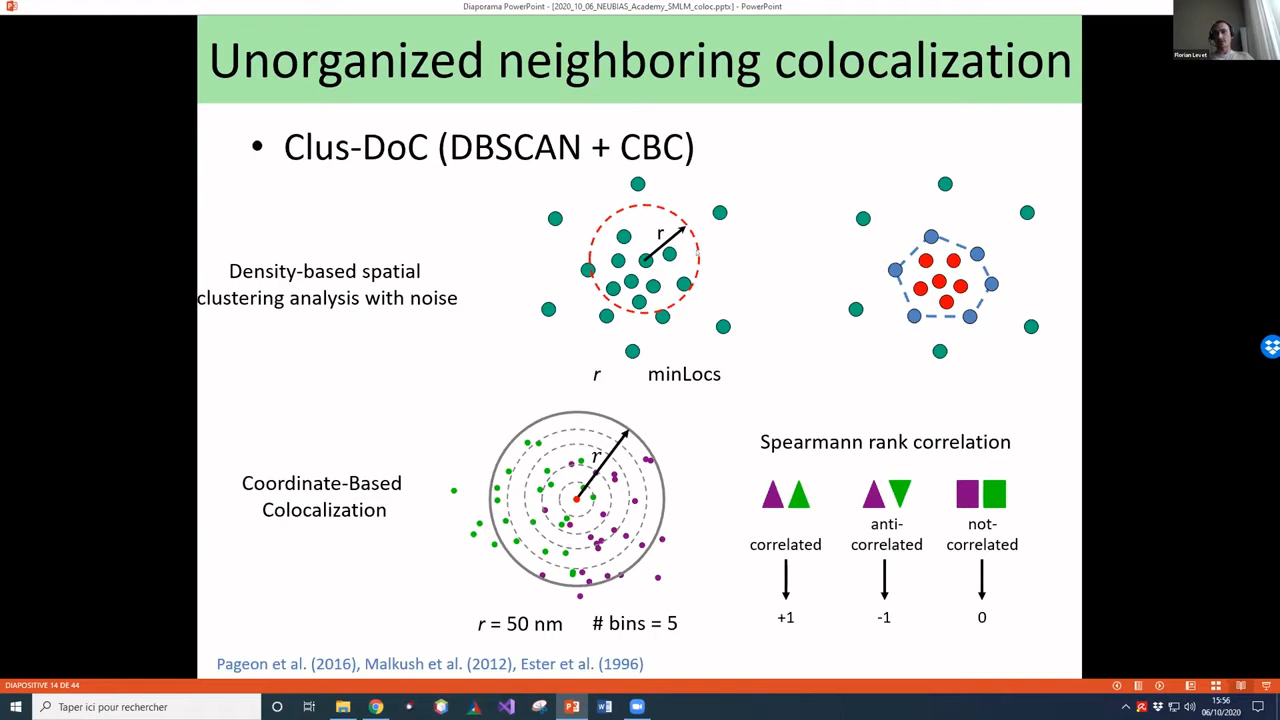 Diaporama PowerPoint - [2020_10_06_NEUBIAS_Academy_SMLM_coloc.pptx] - PowerPoint
Florian Levet
Unorganized neighboring colocalization
• Clus-DoC (DBSCAN + CBC)
r
Density-based spatial
clustering analysis with noise
r minLocs
Coordinate-Based
Colocalization
r
r = 50 nm # bins = 5
Spearmann rank correlation
correlated
anti-
correlated
not-
correlated
+1 -1 0
Pageon et al. (2016), Malkush et al. (2012), Ester et al. (1996)
DIAPOSITIVE 14 DE 44
Taper ici pour rechercher
15:56
06/10/2020